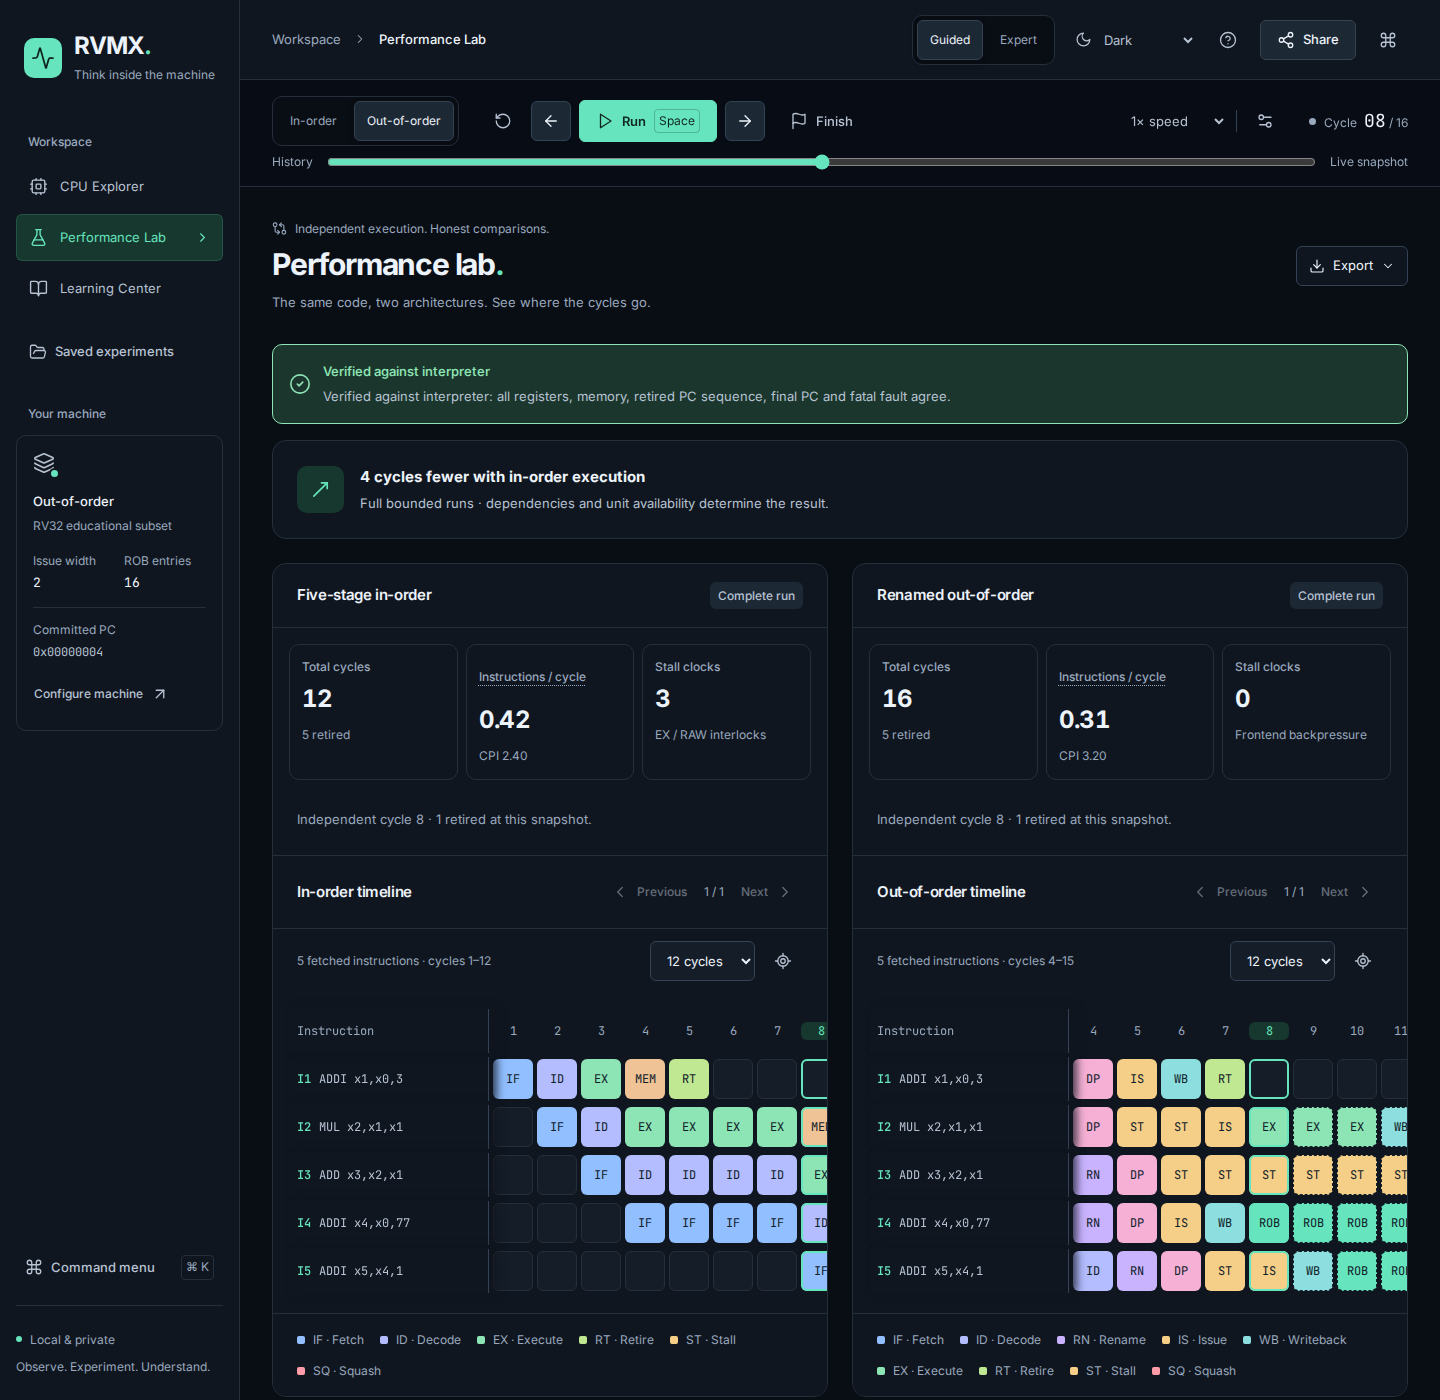 RVMX.
Think inside the machine
Workspace
CPU Explorer
Performance Lab
Learning Center
Saved experiments
Your machine
Out-of-order
RV32 educational subset
Issue width ROB entries
2 16
Committed PC
0x00000004
Configure machine
Command menu ⌘ K
Local & private
Observe. Experiment. Understand.
Workspace > Performance Lab
Guided Expert Dark Share
In-order Out-of-order Run Space Finish 1× speed Cycle 08 / 16
History Live snapshot
Independent execution. Honest comparisons.
Performance lab.
The same code, two architectures. See where the cycles go.
Export
Verified against interpreter
Verified against interpreter: all registers, memory, retired PC sequence, final PC and fatal fault agree.
4 cycles fewer with in-order execution
Full bounded runs · dependencies and unit availability determine the result.
Five-stage in-order Complete run
Total cycles
12
5 retired
Instructions / cycle
0.42
CPI 2.40
Stall clocks
3
EX / RAW interlocks
Independent cycle 8 · 1 retired at this snapshot.
In-order timeline Previous 1 / 1 Next
5 fetched instructions · cycles 1–12 12 cycles
Instruction 1 2 3 4 5 6 7 8
I1 ADDI x1,x0,3 IF ID EX MEM RT
I2 MUL x2,x1,x1 IF ID EX EX EX EX ME
I3 ADD x3,x2,x1 IF ID ID ID ID EX
I4 ADDI x4,x0,77 IF IF IF IF ID
I5 ADDI x5,x4,1 IF
IF · Fetch ID · Decode EX · Execute RT · Retire ST · Stall
SQ · Squash
Renamed out-of-order Complete run
Total cycles
16
5 retired
Instructions / cycle
0.31
CPI 3.20
Stall clocks
0
Frontend backpressure
Independent cycle 8 · 1 retired at this snapshot.
Out-of-order timeline Previous 1 / 1 Next
5 fetched instructions · cycles 4–15 12 cycles
Instruction 4 5 6 7 8 9 10 11
I1 ADDI x1,x0,3 DP IS WB RT
I2 MUL x2,x1,x1 DP ST ST IS EX EX EX WB
I3 ADD x3,x2,x1 RN DP ST ST ST ST ST ST
I4 ADDI x4,x0,77 RN DP IS WB ROB ROB ROB RO
I5 ADDI x5,x4,1 ID RN DP ST IS WB ROB RO
IF · Fetch ID · Decode RN · Rename IS · Issue WB · Writeback
EX · Execute RT · Retire ST · Stall SQ · Squash